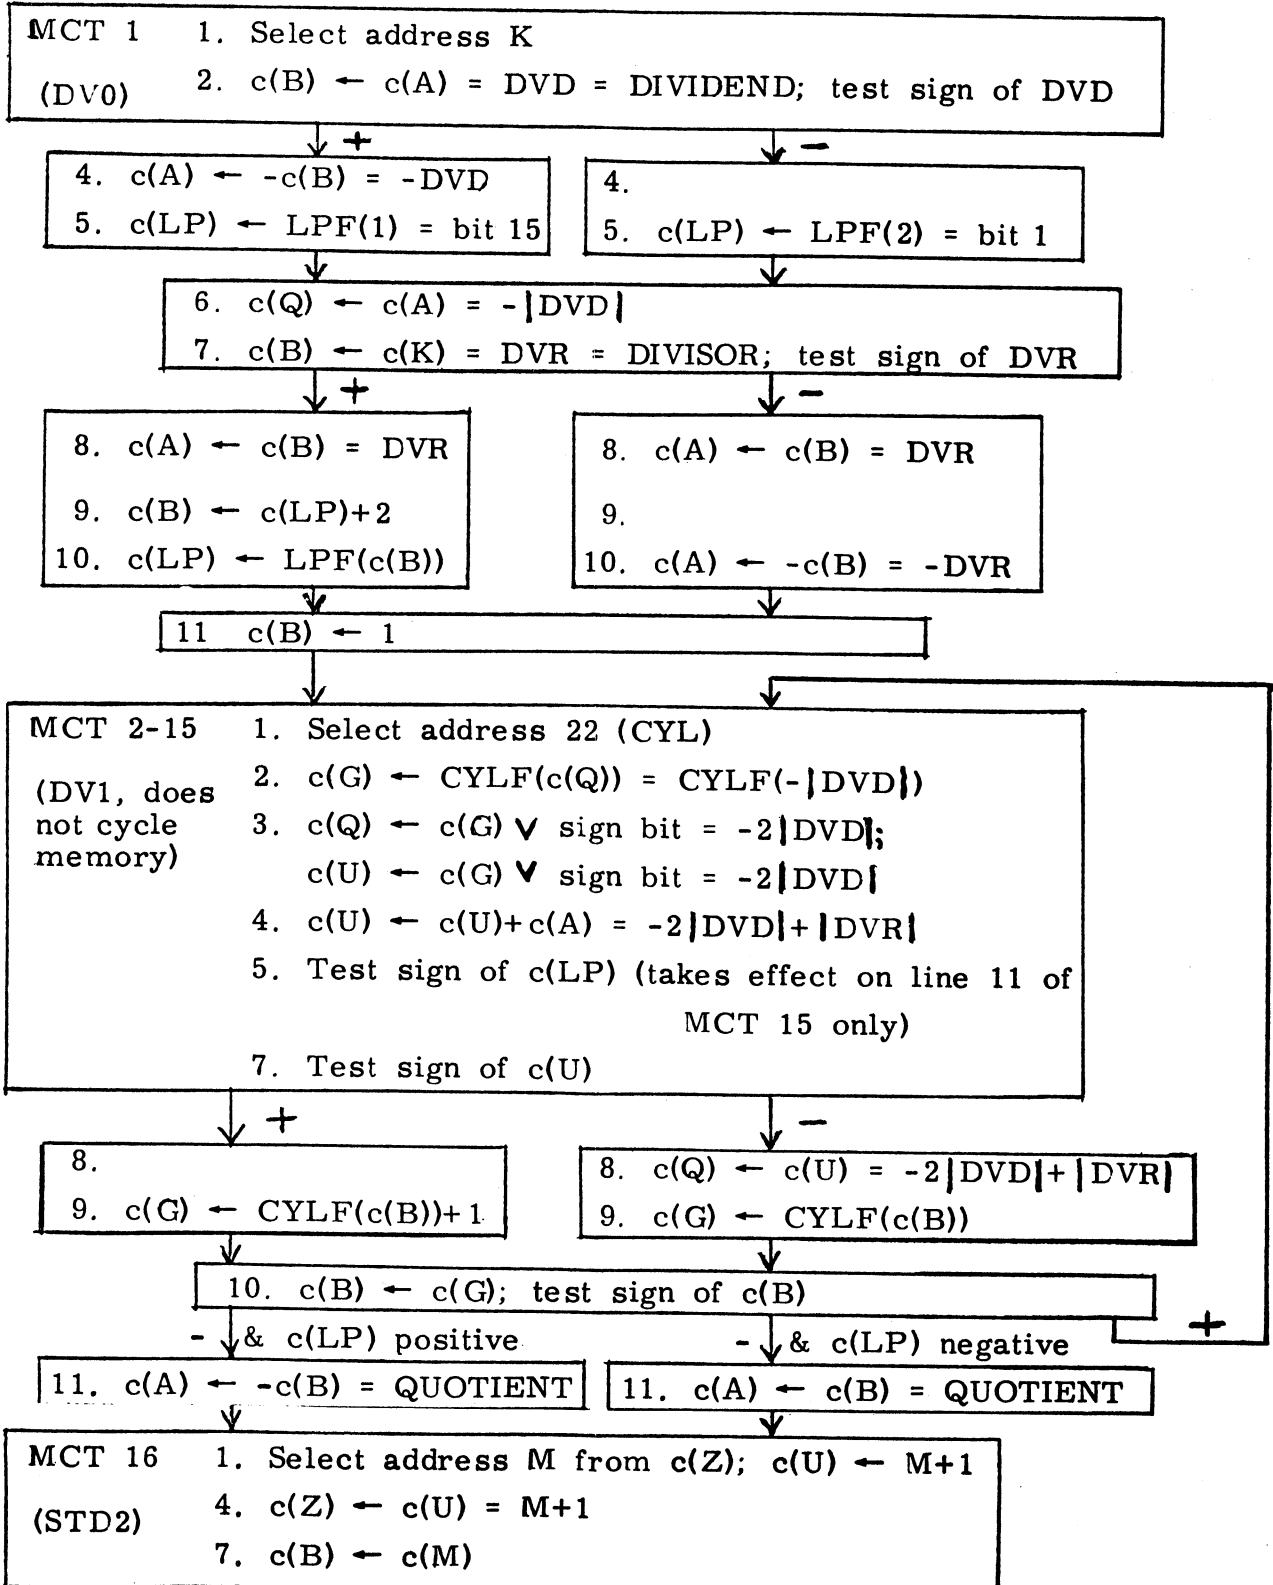 MCT 1 1. Select address K
(DV0) 2. c(B) ← c(A) = DVD = DIVIDEND; test sign of DVD
+ −
4. c(A) ← -c(B) = -DVD
5. c(LP) ← LPF(1) = bit 15
4.
5. c(LP) ← LPF(2) = bit 1
6. c(Q) ← c(A) = -|DVD|
7. c(B) ← c(K) = DVR = DIVISOR; test sign of DVR
+ −
8. c(A) ← c(B) = DVR
9. c(B) ← c(LP)+2
10. c(LP) ← LPF(c(B))
8. c(A) ← c(B) = DVR
9.
10. c(A) ← -c(B) = -DVR
11 c(B) ← 1
MCT 2-15 1. Select address 22 (CYL)
(DV1, does
not cycle
memory)
2. c(G) ← CYLF(c(Q)) = CYLF(-|DVD|)
3. c(Q) ← c(G) V sign bit = -2|DVD|;
c(U) ← c(G) V sign bit = -2|DVD|
4. c(U) ← c(U)+c(A) = -2|DVD|+|DVR|
5. Test sign of c(LP) (takes effect on line 11 of
MCT 15 only)
7. Test sign of c(U)
+ −
8.
9. c(G) ← CYLF(c(B))+1
8. c(Q) ← c(U) = -2|DVD|+|DVR|
9. c(G) ← CYLF(c(B))
10. c(B) ← c(G); test sign of c(B)
+
- & c(LP) positive
- & c(LP) negative
11. c(A) ← -c(B) = QUOTIENT
11. c(A) ← c(B) = QUOTIENT
MCT 16 1. Select address M from c(Z); c(U) ← M+1
(STD2) 4. c(Z) ← c(U) = M+1
7. c(B) ← c(M)